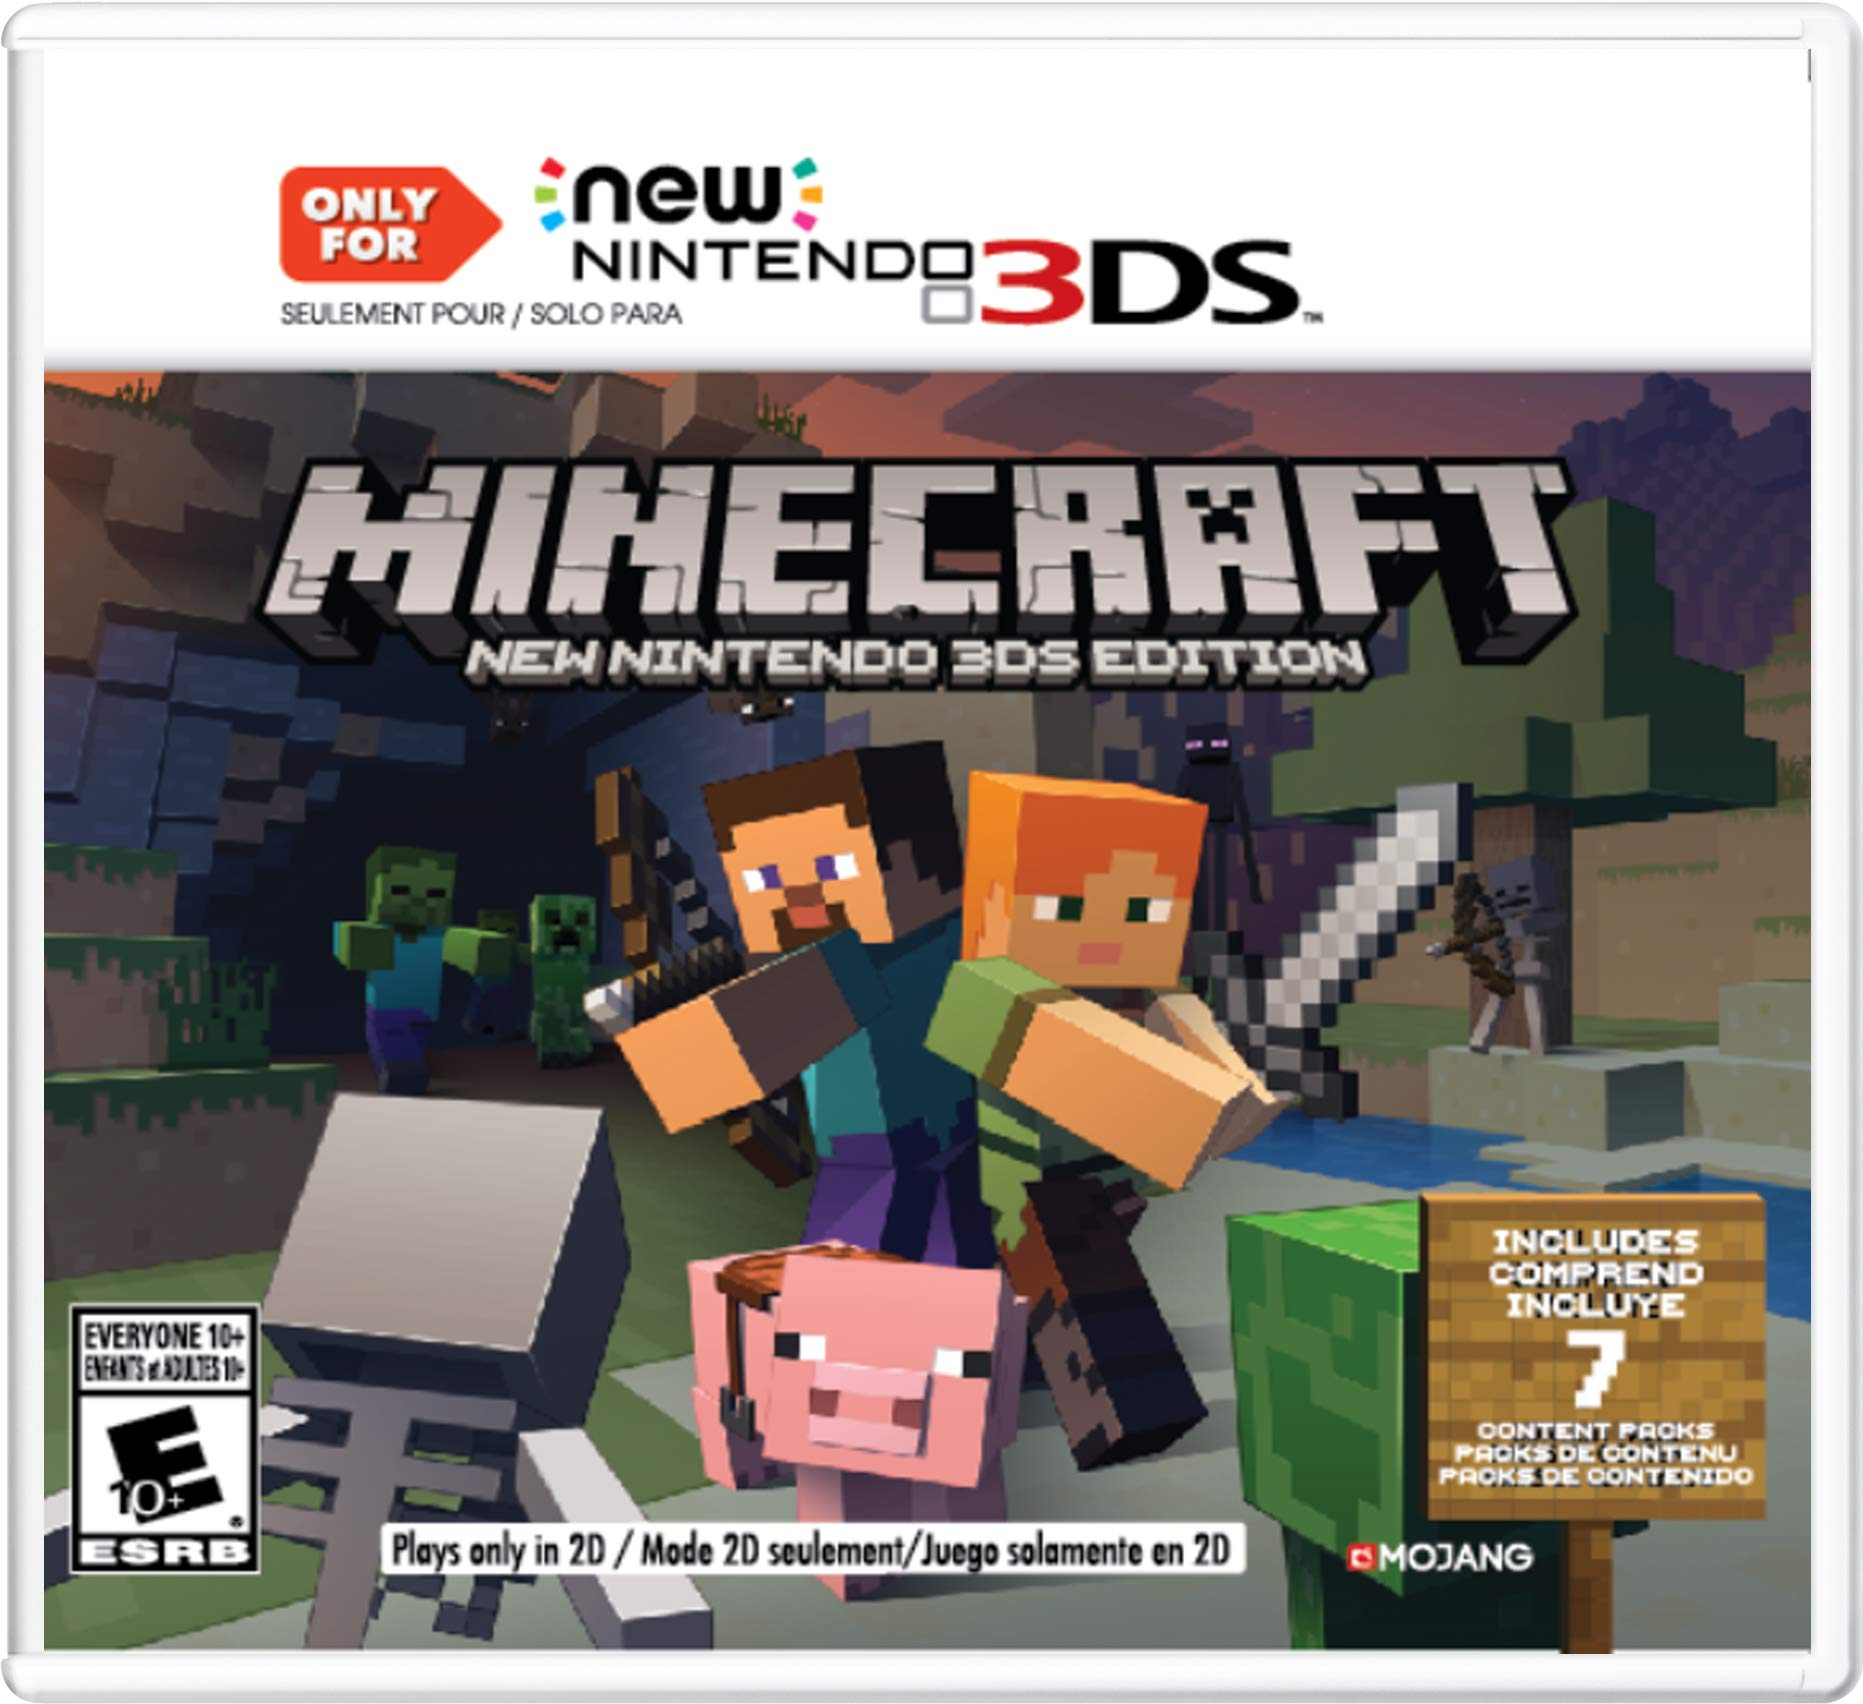 ONLY
FOR
new
NINTENDO 3DS™
SEULEMENT POUR / SOLO PARA
MINECRAFT
NEW NINTENDO 3DS EDITION
INCLUDES
COMPREND
INCLUYE
7
CONTENT PACKS
PACKS DE CONTENU
PACKS DE CONTENIDO
EVERYONE 10+
ENFANTS et ADULTES 10+
E
10+
®
ESRB
Plays only in 2D / Mode 2D seulement/Juego solamente en 2D
MOJANG